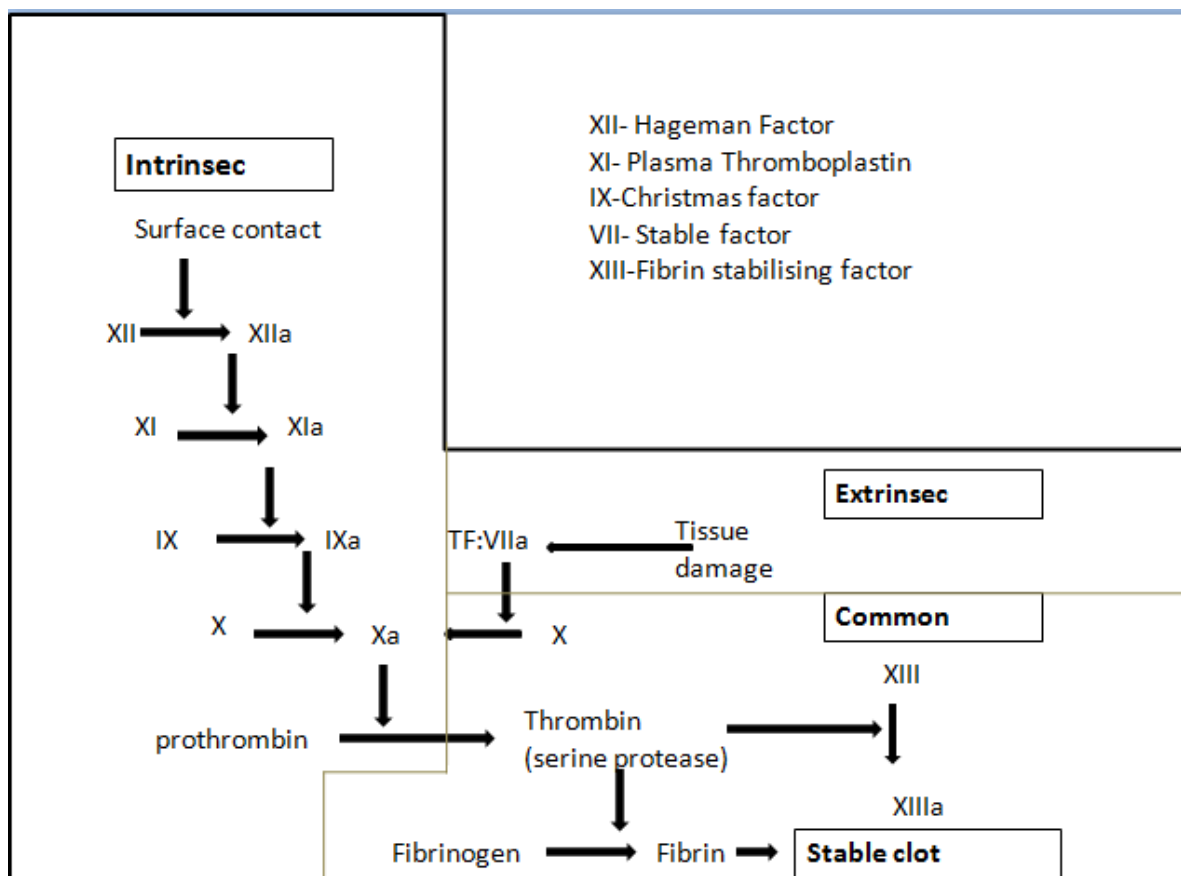 XII- Hageman Factor
XI- Plasma Thromboplastin
IX-Christmas factor
VII- Stable factor
XIII-Fibrin stabilising factor
Intrinsec
Surface contact
XII XIIa
XI XIa
Extrinsec
IX IXa TF:VIIa Tissue
damage
Common
X Xa X
XIII
prothrombin Thrombin
(serine protease)
XIIIa
Fibrinogen Fibrin Stable clot